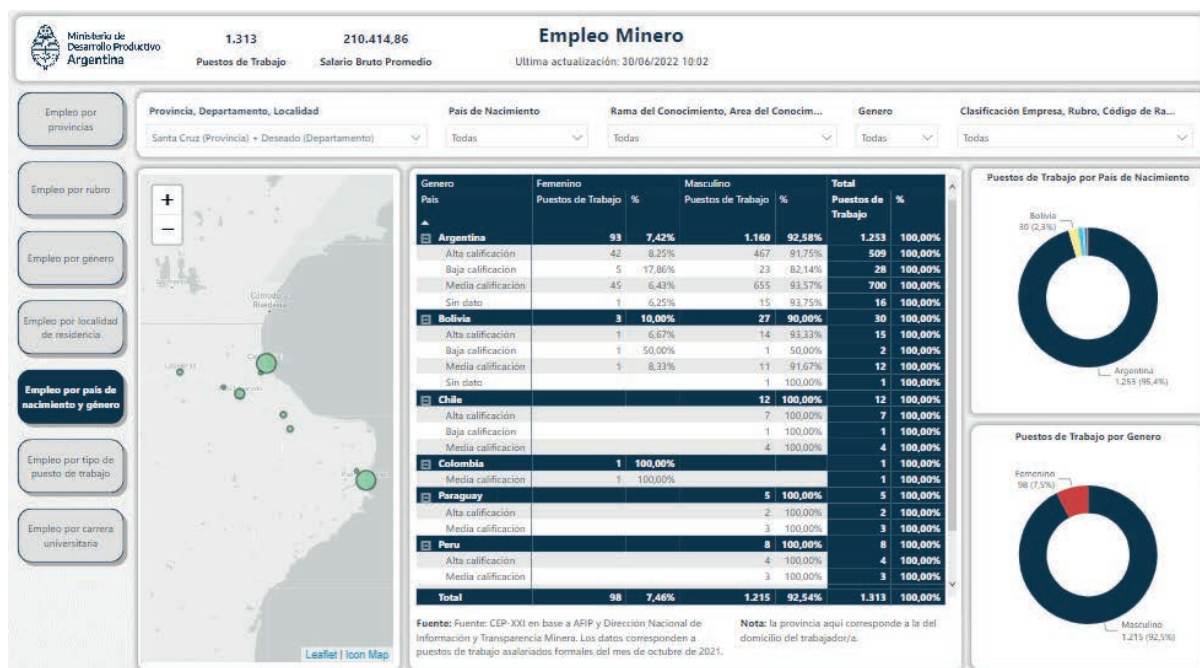 Ministerio de
Desarrollo Productivo
Argentina
1.313
Puestos de Trabajo
210.414,86
Salario Bruto Promedio
Empleo Minero
Ultima actualización: 30/06/2022 10:02
Empleo por
provincias
Empleo por rubro
Empleo por género
Empleo por localidad
de residencia
Empleo por país de
nacimiento y género
Empleo por tipo de
puesto de trabajo
Empleo por carrera
universitaria
Provincia, Departamento, Localidad
Santa Cruz (Provincia) + Deseado (Departamento)
País de Nacimiento
Todas
Rama del Conocimiento, Area del Conocim...
Todas
Genero
Todas
Clasificación Empresa, Rubro, Código de Ra...
Todas
+
−
Comodoro
Rivadavia
Leaflet | Icon Map
Genero Femenino Masculino Total
Pais Puestos de Trabajo % Puestos de Trabajo % Puestos de Trabajo %
Argentina 93 7,42% 1.160 92,58% 1.253 100,00%
Alta calificación 42 8,25% 467 91,75% 509 100,00%
Baja calificación 5 17,86% 23 82,14% 28 100,00%
Media calificación 45 6,43% 655 93,57% 700 100,00%
Sin dato 1 6,25% 15 93,75% 16 100,00%
Bolivia 3 10,00% 27 90,00% 30 100,00%
Alta calificación 1 6,67% 14 93,33% 15 100,00%
Baja calificación 1 50,00% 1 50,00% 2 100,00%
Media calificación 1 8,33% 11 91,67% 12 100,00%
Sin dato 1 100,00% 1 100,00%
Chile 12 100,00% 12 100,00%
Alta calificación 7 100,00% 7 100,00%
Baja calificación 1 100,00% 1 100,00%
Media calificación 4 100,00% 4 100,00%
Colombia 1 100,00% 1 100,00%
Media calificación 1 100,00% 1 100,00%
Paraguay 5 100,00% 5 100,00%
Alta calificación 2 100,00% 2 100,00%
Media calificación 3 100,00% 3 100,00%
Peru 8 100,00% 8 100,00%
Alta calificación 4 100,00% 4 100,00%
Media calificación 3 100,00% 3 100,00%
Total 98 7,46% 1.215 92,54% 1.313 100,00%
Fuente: Fuente: CEP-XXI en base a AFIP y Dirección Nacional de
Información y Transparencia Minera. Los datos corresponden a
puestos de trabajo asalariados formales del mes de octubre de 2021.
Nota: la provincia aqui corresponde a la del
domicilio del trabajador/a.
Puestos de Trabajo por País de Nacimiento
Bolivia
30 (2,3%)
Argentina
1.253 (95,4%)
Puestos de Trabajo por Genero
Femenino
98 (7,5%)
Masculino
1.215 (92,5%)